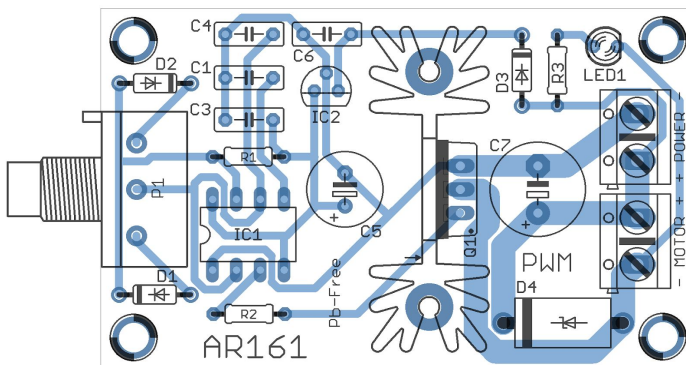 C4
C6
D2
C1
C3
IC2
D3
R3
LED1
- MOTOR + + POWER -
P1
R1
C7
IC1
+
C5
+
Q1
D1
R2
Pb-Free
PWM
D4
AR161